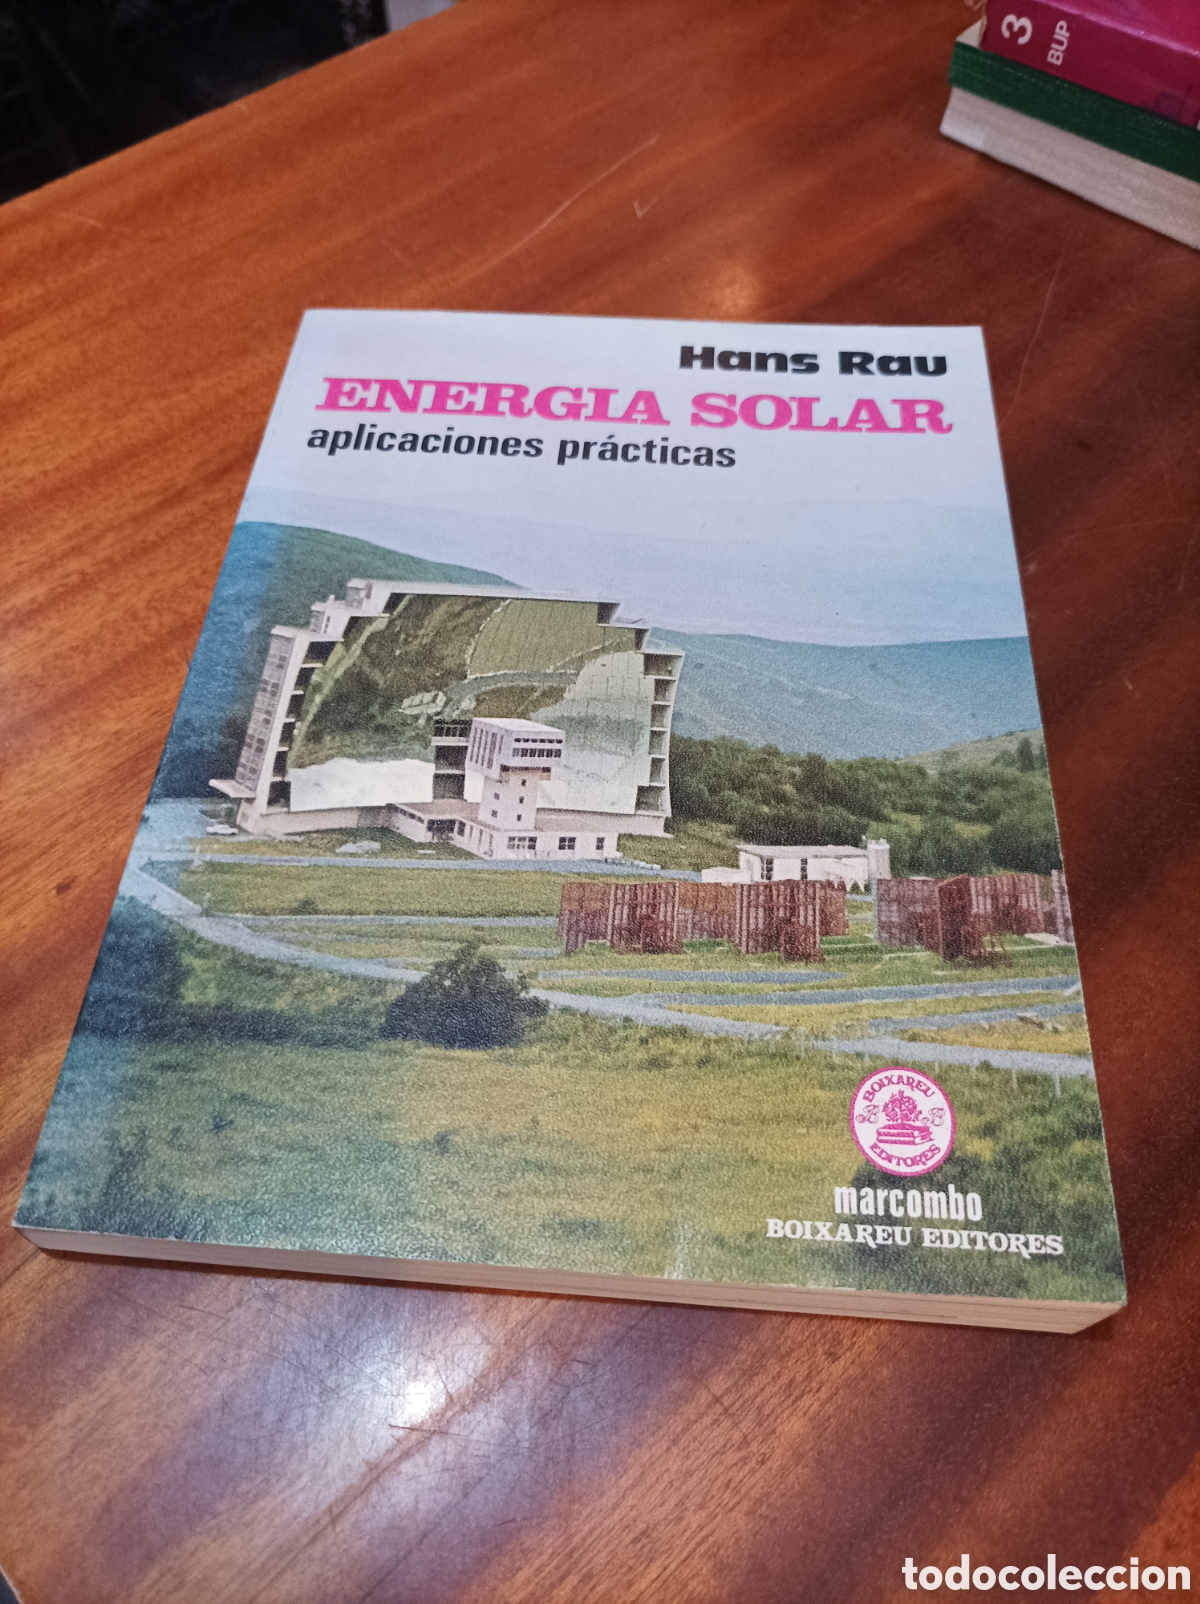 3
BUP
Hans Rau
ENERGIA SOLAR
aplicaciones prácticas
BOIXAREU
B B
EDITORES
marcombo
BOIXAREU EDITORES
todocoleccion